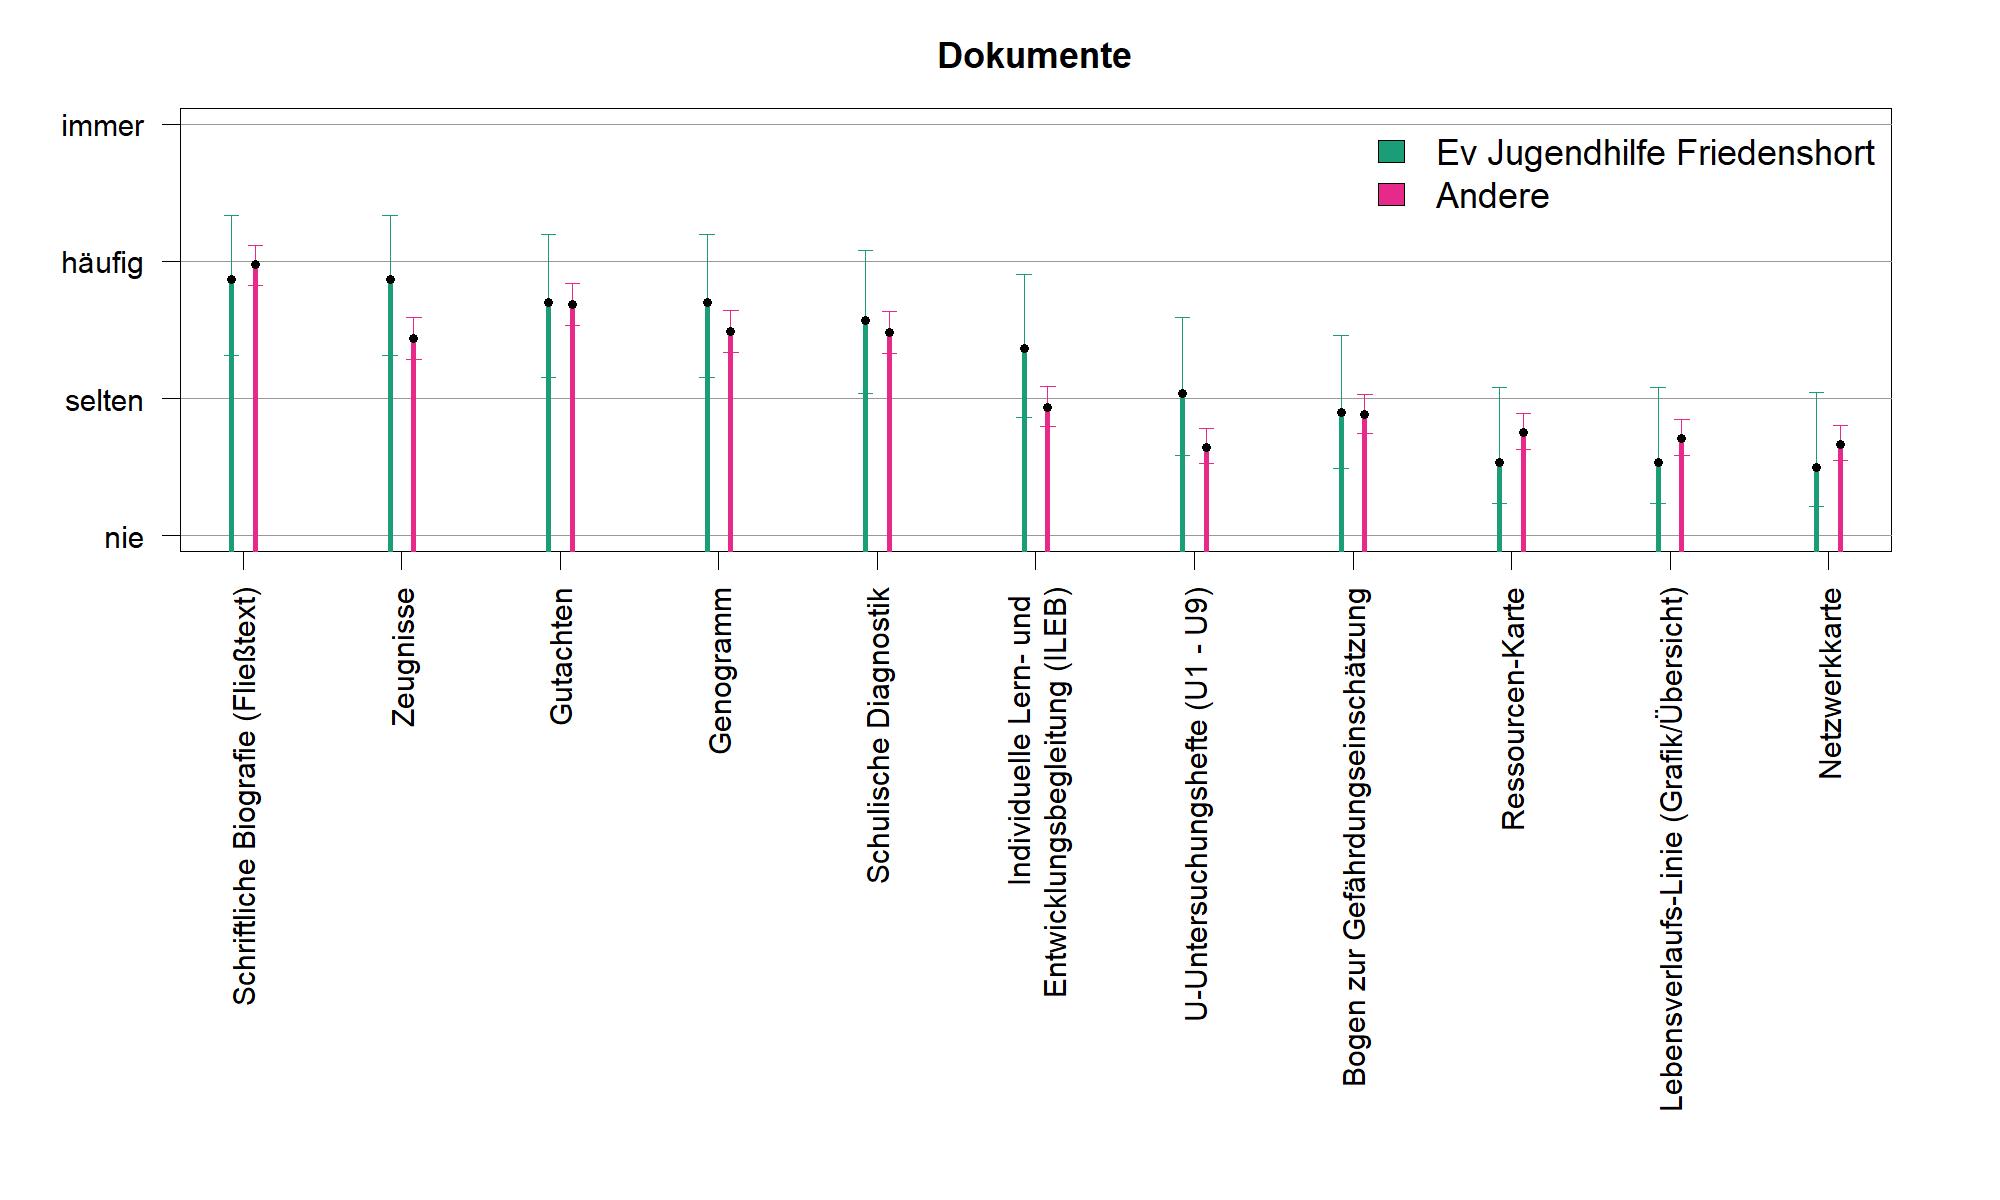 Dokumente
immer
häufig
selten
nie
Ev Jugendhilfe Friedenshort
Andere
Schriftliche Biografie (Fließtext)
Zeugnisse
Gutachten
Genogramm
Schulische Diagnostik
Individuelle Lern- und
Entwicklungsbegleitung (ILEB)
U-Untersuchungshefte (U1 - U9)
Bogen zur Gefährdungseinschätzung
Ressourcen-Karte
Lebensverlaufs-Linie (Grafik/Übersicht)
Netzwerkkarte